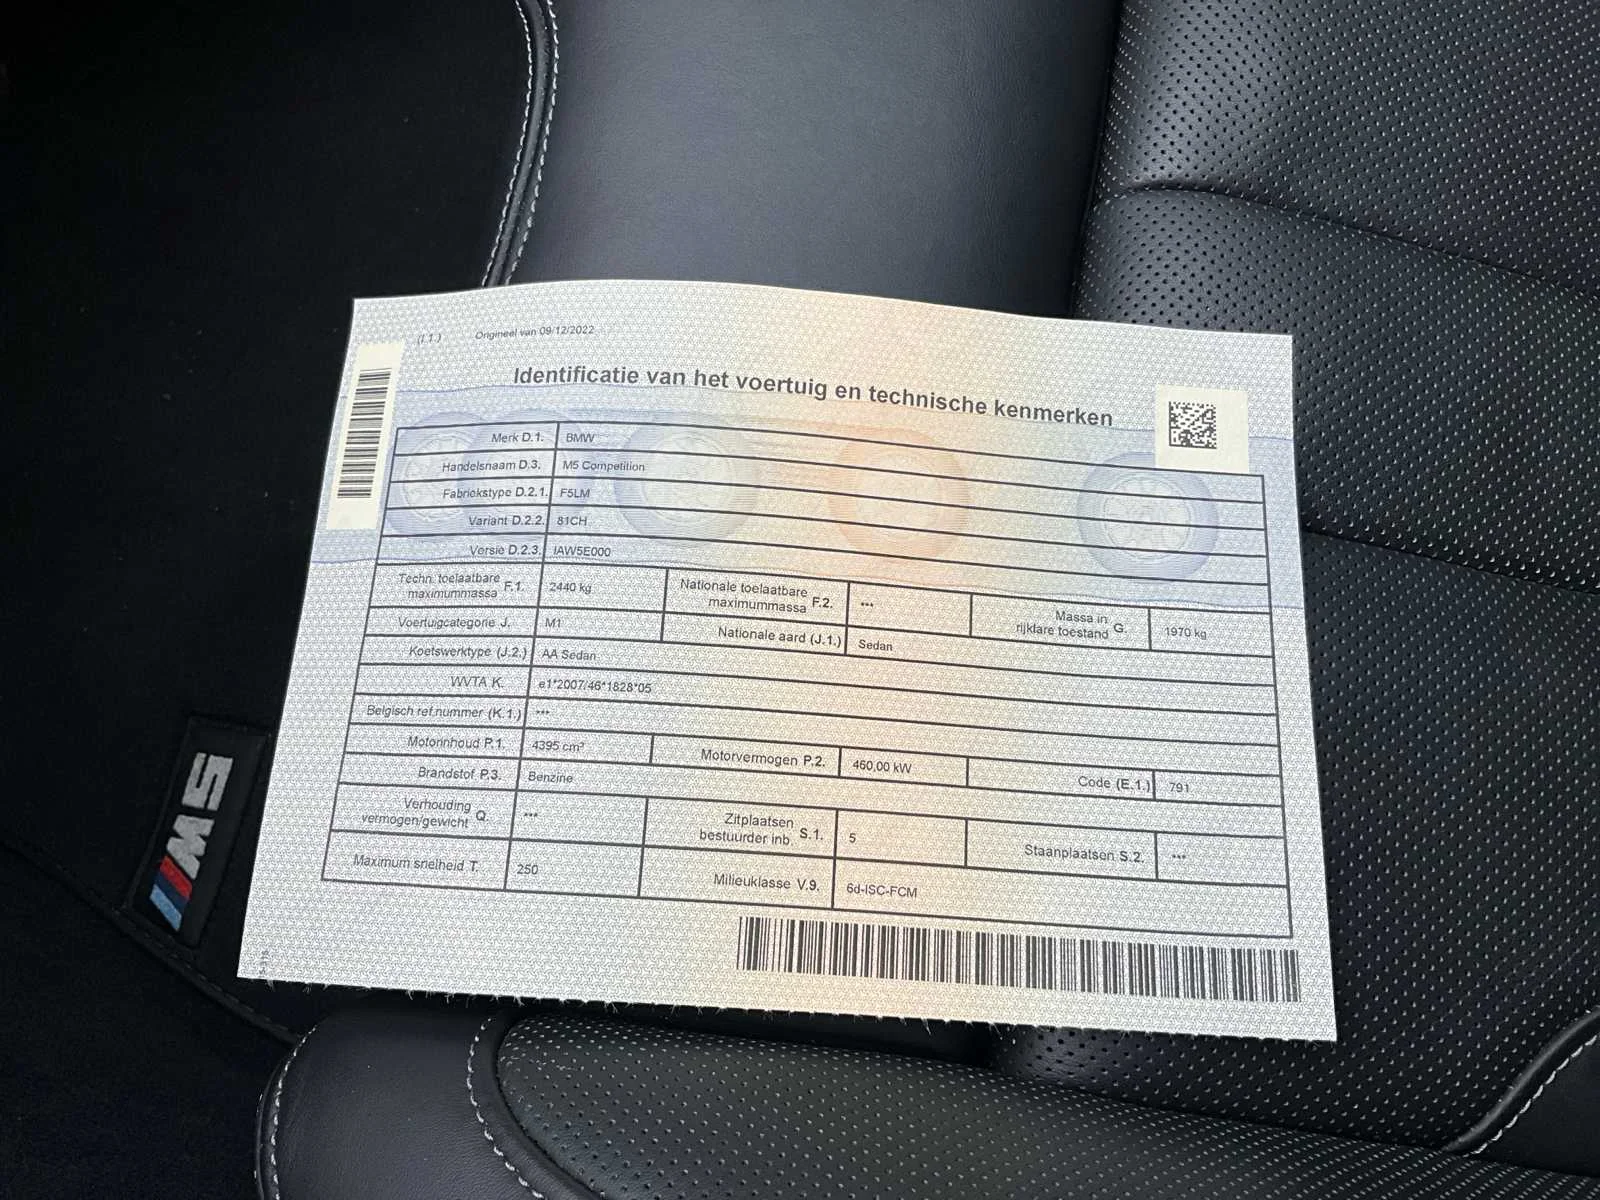 (I.1.) Origineel van 09/12/2022
Identificatie van het voertuig en technische kenmerken
Merk D.1. BMW
Handelsnaam D.3. M5 Competition
Fabriekstype D.2.1. F5LM
Variant D.2.2. 81CH
Versie D.2.3. IAW5E000
Techn. toelaatbare maximummassa F.1. 2440 kg Nationale toelaatbare maximummassa F.2. *** Massa in rijklare toestand G. 1970 kg
Voertuigcategorie J. M1 Nationale aard (J.1.) Sedan
Koetswerktype (J.2.) AA Sedan
WVTA K. e1*2007/46*1828*05
Belgisch ref.nummer (K.1.) ***
Motorinhoud P.1. 4395 cm³ Motorvermogen P.2. 460,00 kW Code (E.1.) 791
Brandstof P.3. Benzine
Verhouding vermogen/gewicht Q. *** Zitplaatsen bestuurder inb. S.1. 5 Staanplaatsen S.2. ***
Maximum snelheid T. 250 Milieuklasse V.9. 6d-ISC-FCM
M5